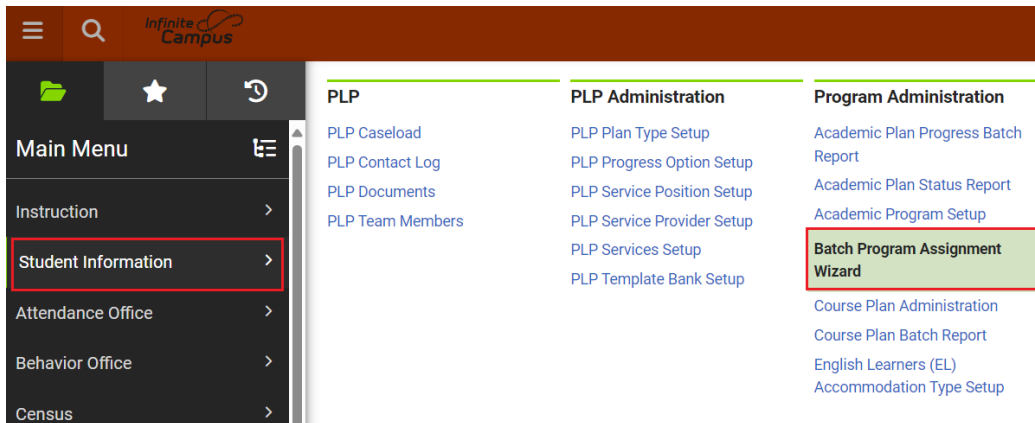 Infinite
Campus
Main Menu
Instruction
Student Information
Attendance Office
Behavior Office
Census
PLP
PLP Caseload
PLP Contact Log
PLP Documents
PLP Team Members
PLP Administration
PLP Plan Type Setup
PLP Progress Option Setup
PLP Service Position Setup
PLP Service Provider Setup
PLP Services Setup
PLP Template Bank Setup
Program Administration
Academic Plan Progress Batch
Report
Academic Plan Status Report
Academic Program Setup
Batch Program Assignment
Wizard
Course Plan Administration
Course Plan Batch Report
English Learners (EL)
Accommodation Type Setup